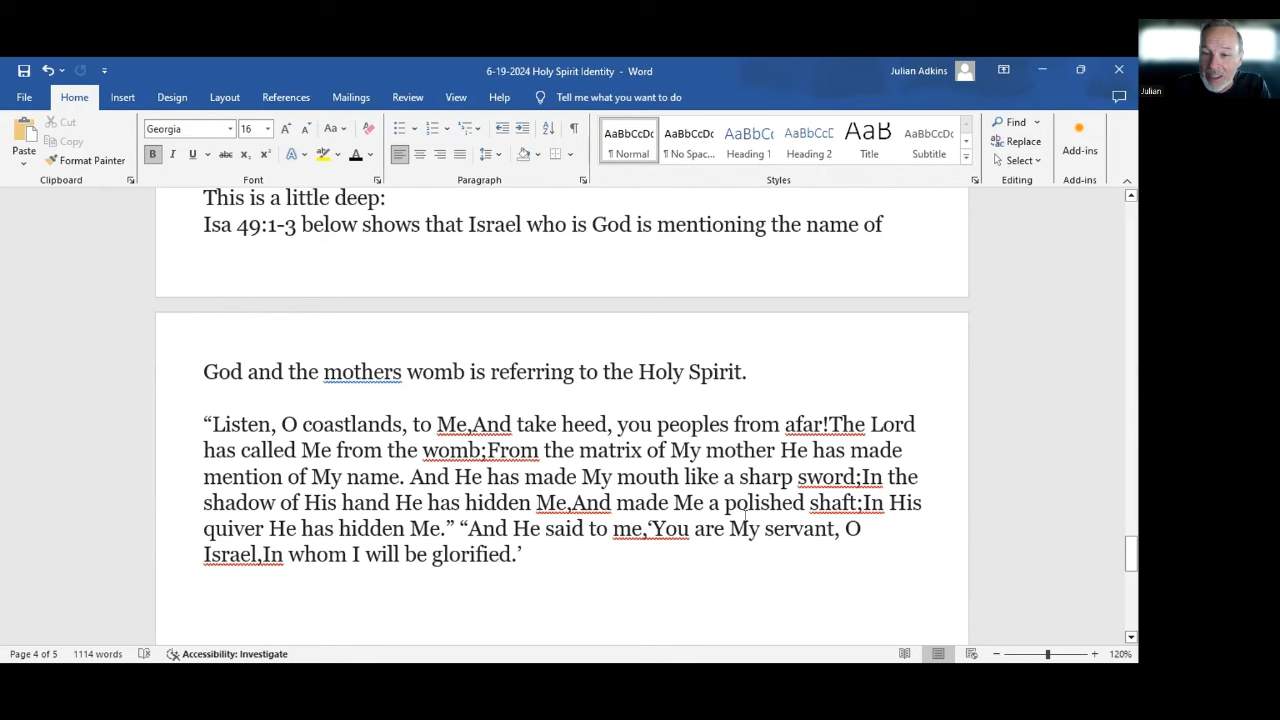 6-19-2024 Holy Spirit Identity - Word
Julian Adkins
File Home Insert Design Layout References Mailings Review View Help Tell me what you want to do
Julian
Paste
Cut
Copy
Format Painter
Clipboard
Georgia 16
Font
Paragraph
AaBbCcDc AaBbCcDc AaBbCc AaBbCcD AaB AaBbCcD
¶ Normal ¶ No Spac... Heading 1 Heading 2 Title Subtitle
Styles
Find
Replace
Select
Editing
Add-ins
Add-ins
This is a little deep:
Isa 49:1-3 below shows that Israel who is God is mentioning the name of
God and the mothers womb is referring to the Holy Spirit.
“Listen, O coastlands, to Me,And take heed, you peoples from afar!The Lord
has called Me from the womb;From the matrix of My mother He has made
mention of My name. And He has made My mouth like a sharp sword;In the
shadow of His hand He has hidden Me,And made Me a polished shaft;In His
quiver He has hidden Me.” “And He said to me,‘You are My servant, O
Israel,In whom I will be glorified.’
Page 4 of 5 1114 words Accessibility: Investigate 120%